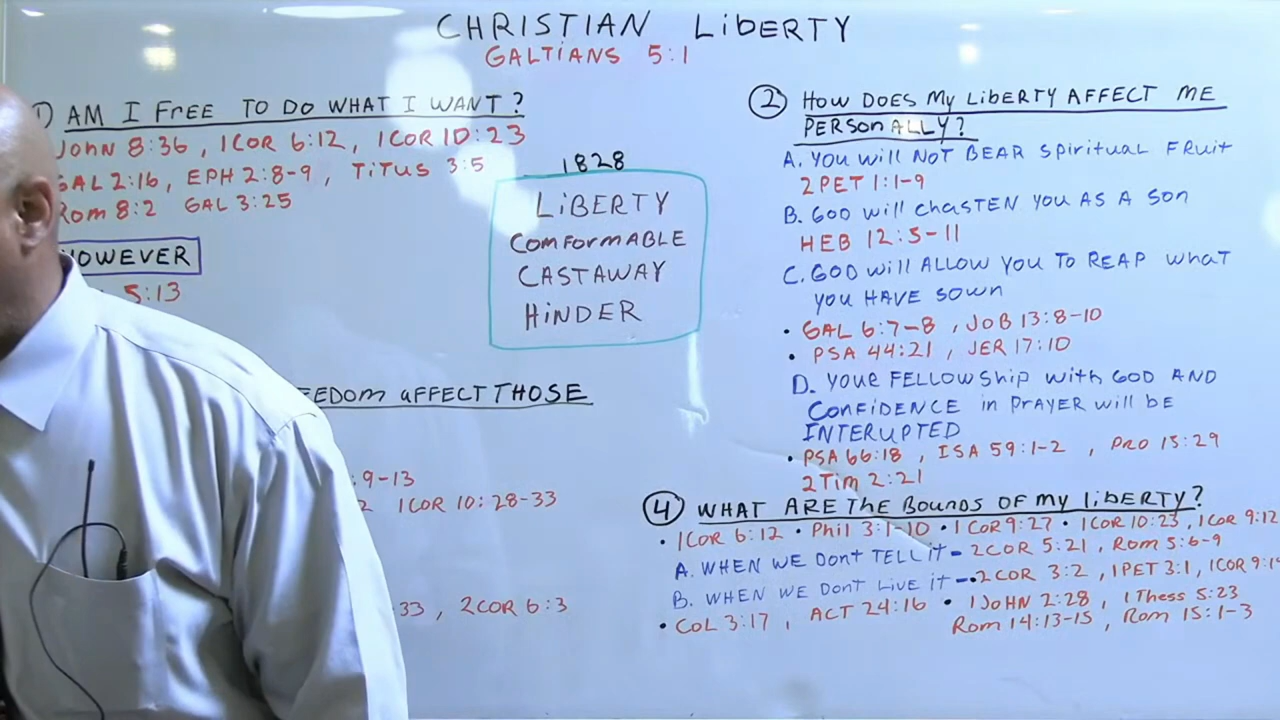 CHRISTIAN LIBERTY
GALTIANS 5:1
1) AM I FREE TO DO WHAT I WANT?
JOHN 8:36, 1COR 6:12, 1COR 10:23
GAL 2:16, EPH 2:8-9, TITUS 3:5
ROM 8:2 GAL 3:25
HOWEVER
5:13
1828
LIBERTY
COMFORMABLE
CASTAWAY
HINDER
EEDOM AFFECT THOSE
:9-13
2 1COR 10:28-33
33, 2COR 6:3
2 HOW DOES MY LIBERTY AFFECT ME
PERSONALLY?
A. YOU WILL NOT BEAR SPIRITUAL FRUIT
2PET 1:1-9
B. GOD WILL CHASTEN YOU AS A SON
HEB 12:5-11
C. GOD WILL ALLOW YOU TO REAP WHAT
YOU HAVE SOWN
• GAL 6:7-8, JOB 13:8-10
• PSA 44:21, JER 17:10
D. YOUR FELLOWSHIP WITH GOD AND
CONFIDENCE IN PRAYER WILL BE
INTERUPTED
• PSA 66:18, ISA 59:1-2, PRO 15:29
2TIM 2:21
4 WHAT ARE THE BOUNDS OF MY LIBERTY?
• 1COR 6:12 • PHIL 3:1-10 • 1COR 9:27 • 1COR 10:23, 1COR 9:12
A. WHEN WE DONT TELL IT - 2COR 5:21, ROM 5:6-9
B. WHEN WE DONT LIVE IT - • 2COR 3:2, 1PET 3:1, 1COR 9:1
• COL 3:17, ACT 24:16 • 1JOHN 2:28, 1THESS 5:23
ROM 14:13-15, ROM 15:1-3